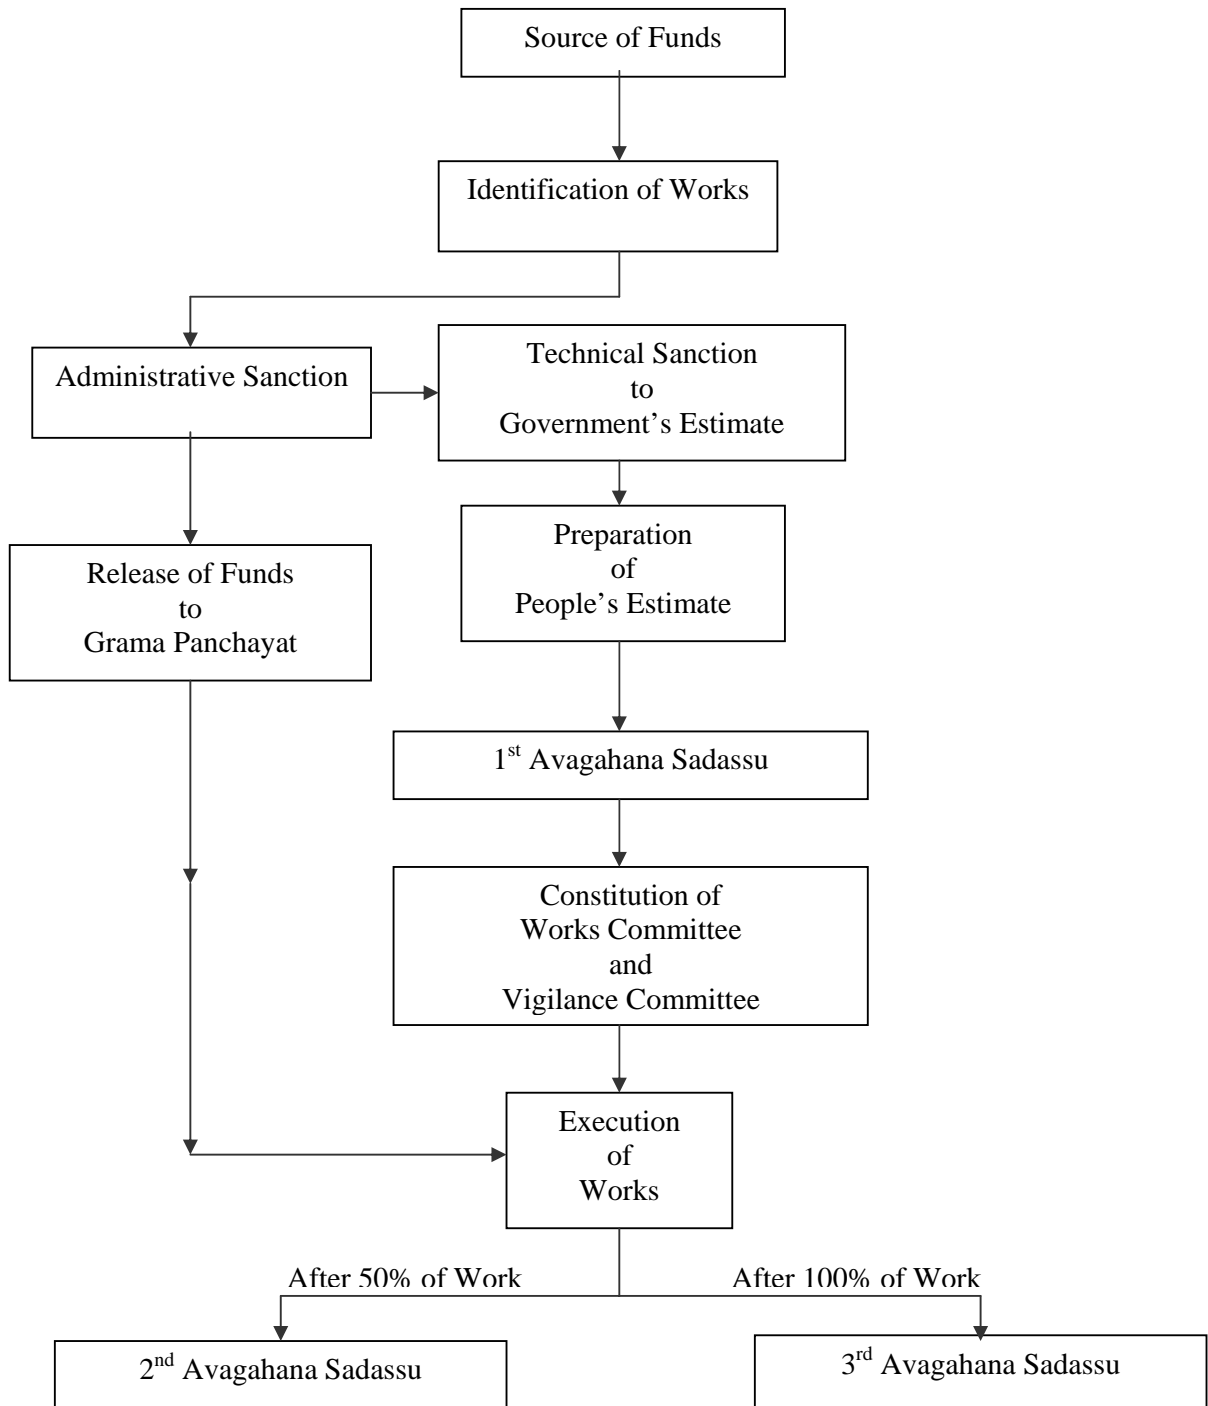 Source of Funds
Identification of Works
Administrative Sanction
Technical Sanction
to
Government’s Estimate
Release of Funds
to
Grama Panchayat
Preparation
of
People’s Estimate
1st Avagahana Sadassu
Constitution of
Works Committee
and
Vigilance Committee
Execution
of
Works
After 50% of Work
After 100% of Work
2nd Avagahana Sadassu
3rd Avagahana Sadassu